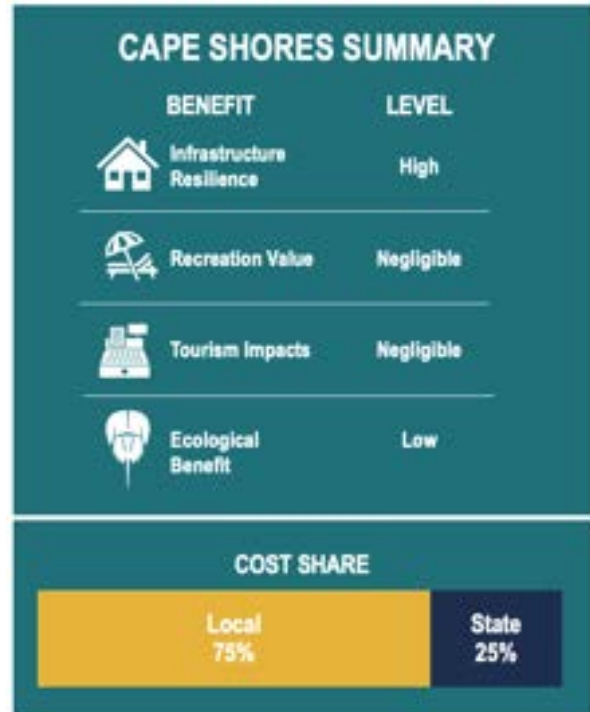 CAPE SHORES SUMMARY
BENEFIT LEVEL
Infrastructure
Resilience
High
Recreation Value Negligible
Tourism Impacts Negligible
Ecological
Benefit
Low
COST SHARE
Local
75%
State
25%